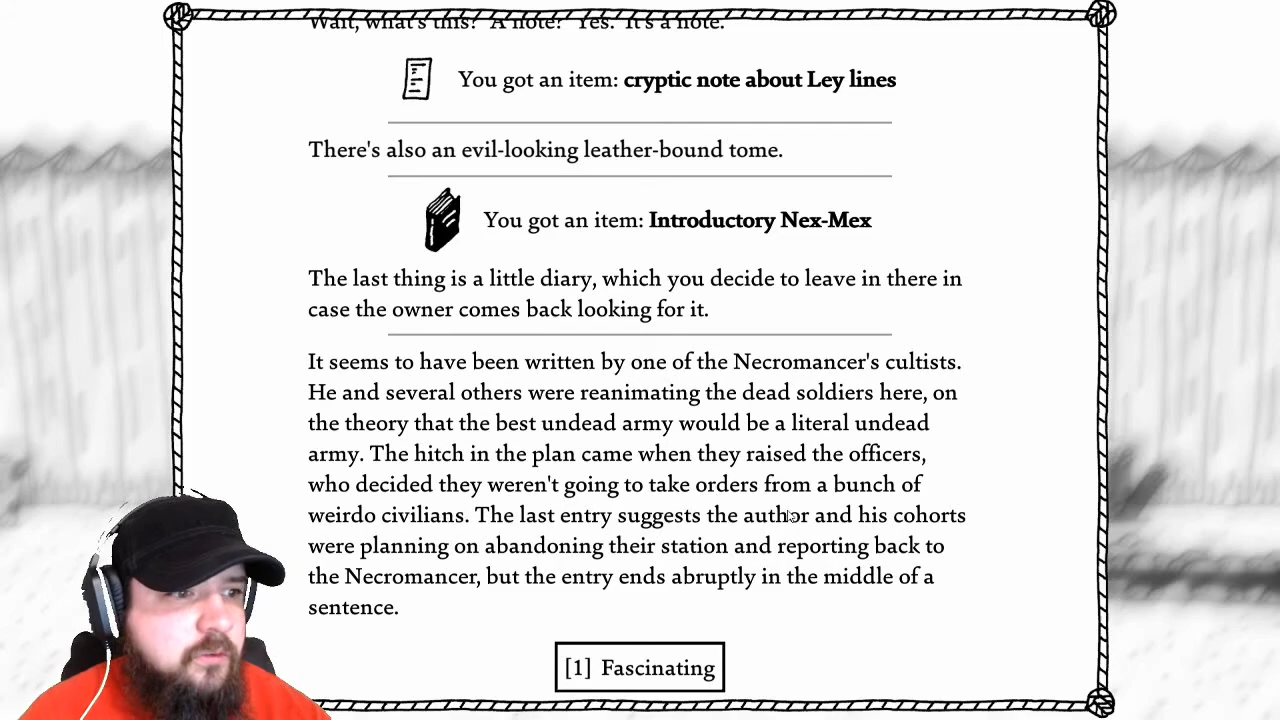 Wait, what's this? A note? Yes. It's a note.
You got an item: cryptic note about Ley lines
There's also an evil-looking leather-bound tome.
You got an item: Introductory Nex-Mex
The last thing is a little diary, which you decide to leave in there in
case the owner comes back looking for it.
It seems to have been written by one of the Necromancer's cultists.
He and several others were reanimating the dead soldiers here, on
the theory that the best undead army would be a literal undead
army. The hitch in the plan came when they raised the officers,
who decided they weren't going to take orders from a bunch of
weirdo civilians. The last entry suggests the author and his cohorts
were planning on abandoning their station and reporting back to
the Necromancer, but the entry ends abruptly in the middle of a
sentence.
[1] Fascinating